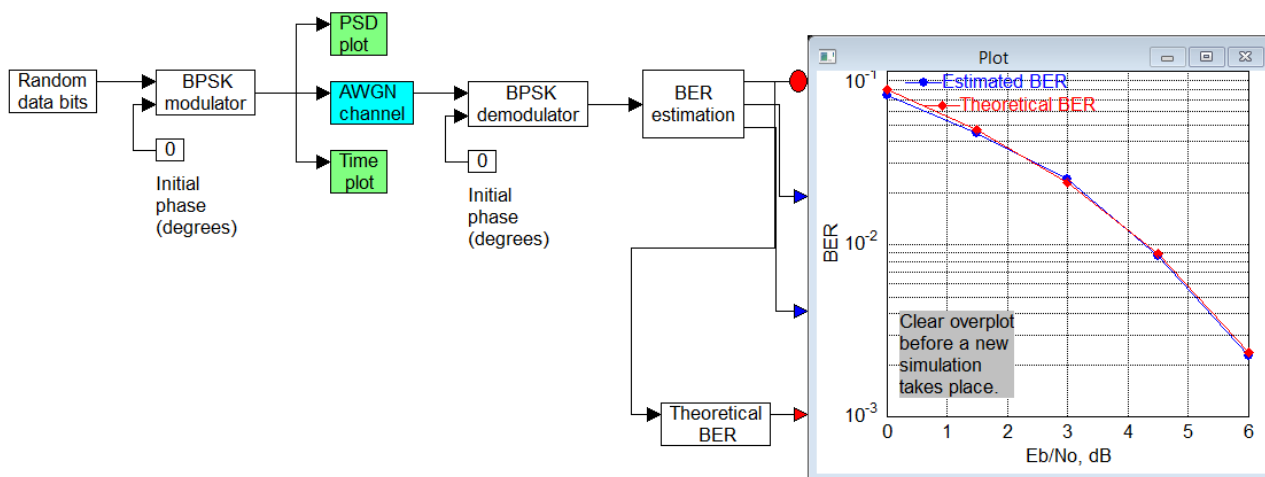 Random
data bits
BPSK
modulator
0
Initial
phase
(degrees)
PSD
plot
AWGN
channel
Time
plot
BPSK
demodulator
0
Initial
phase
(degrees)
BER
estimation
Theoretical
BER
Plot
Estimated BER
Theoretical BER
10-1
10-2
10-3
BER
Clear overplot
before a new
simulation
takes place.
0 1 2 3 4 5 6
Eb/No, dB